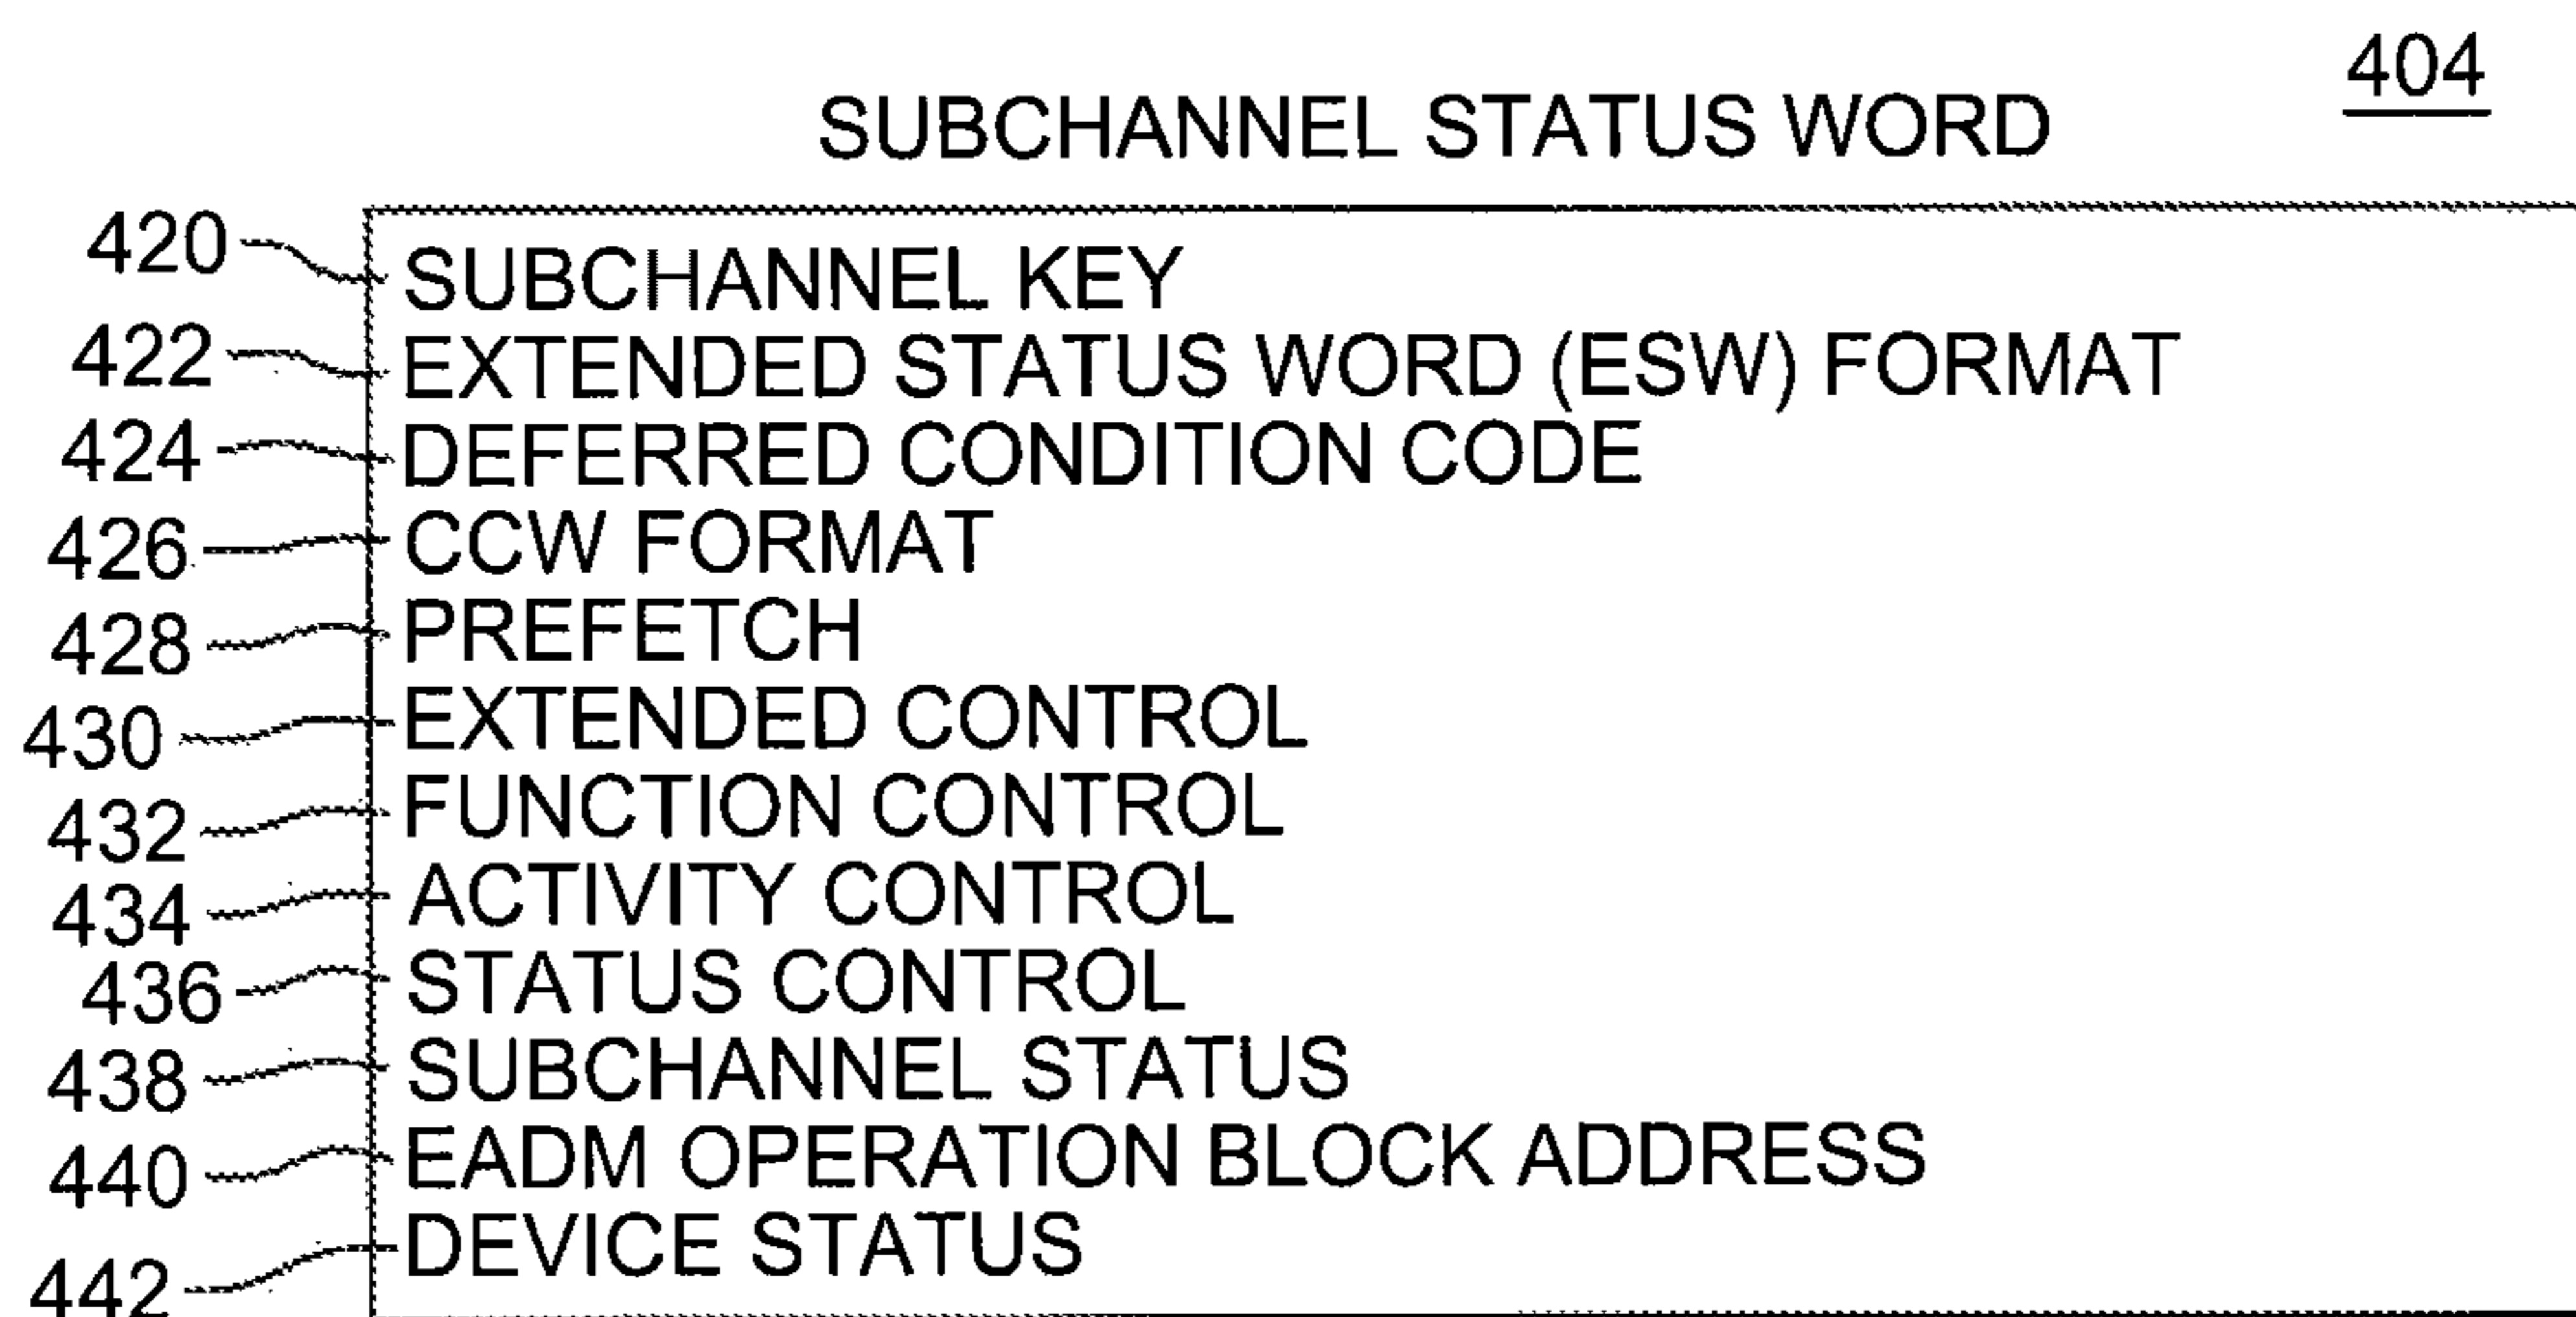 404
SUBCHANNEL STATUS WORD
420 SUBCHANNEL KEY
422 EXTENDED STATUS WORD (ESW) FORMAT
424 DEFERRED CONDITION CODE
426 CCW FORMAT
428 PREFETCH
430 EXTENDED CONTROL
432 FUNCTION CONTROL
434 ACTIVITY CONTROL
436 STATUS CONTROL
438 SUBCHANNEL STATUS
440 EADM OPERATION BLOCK ADDRESS
442 DEVICE STATUS